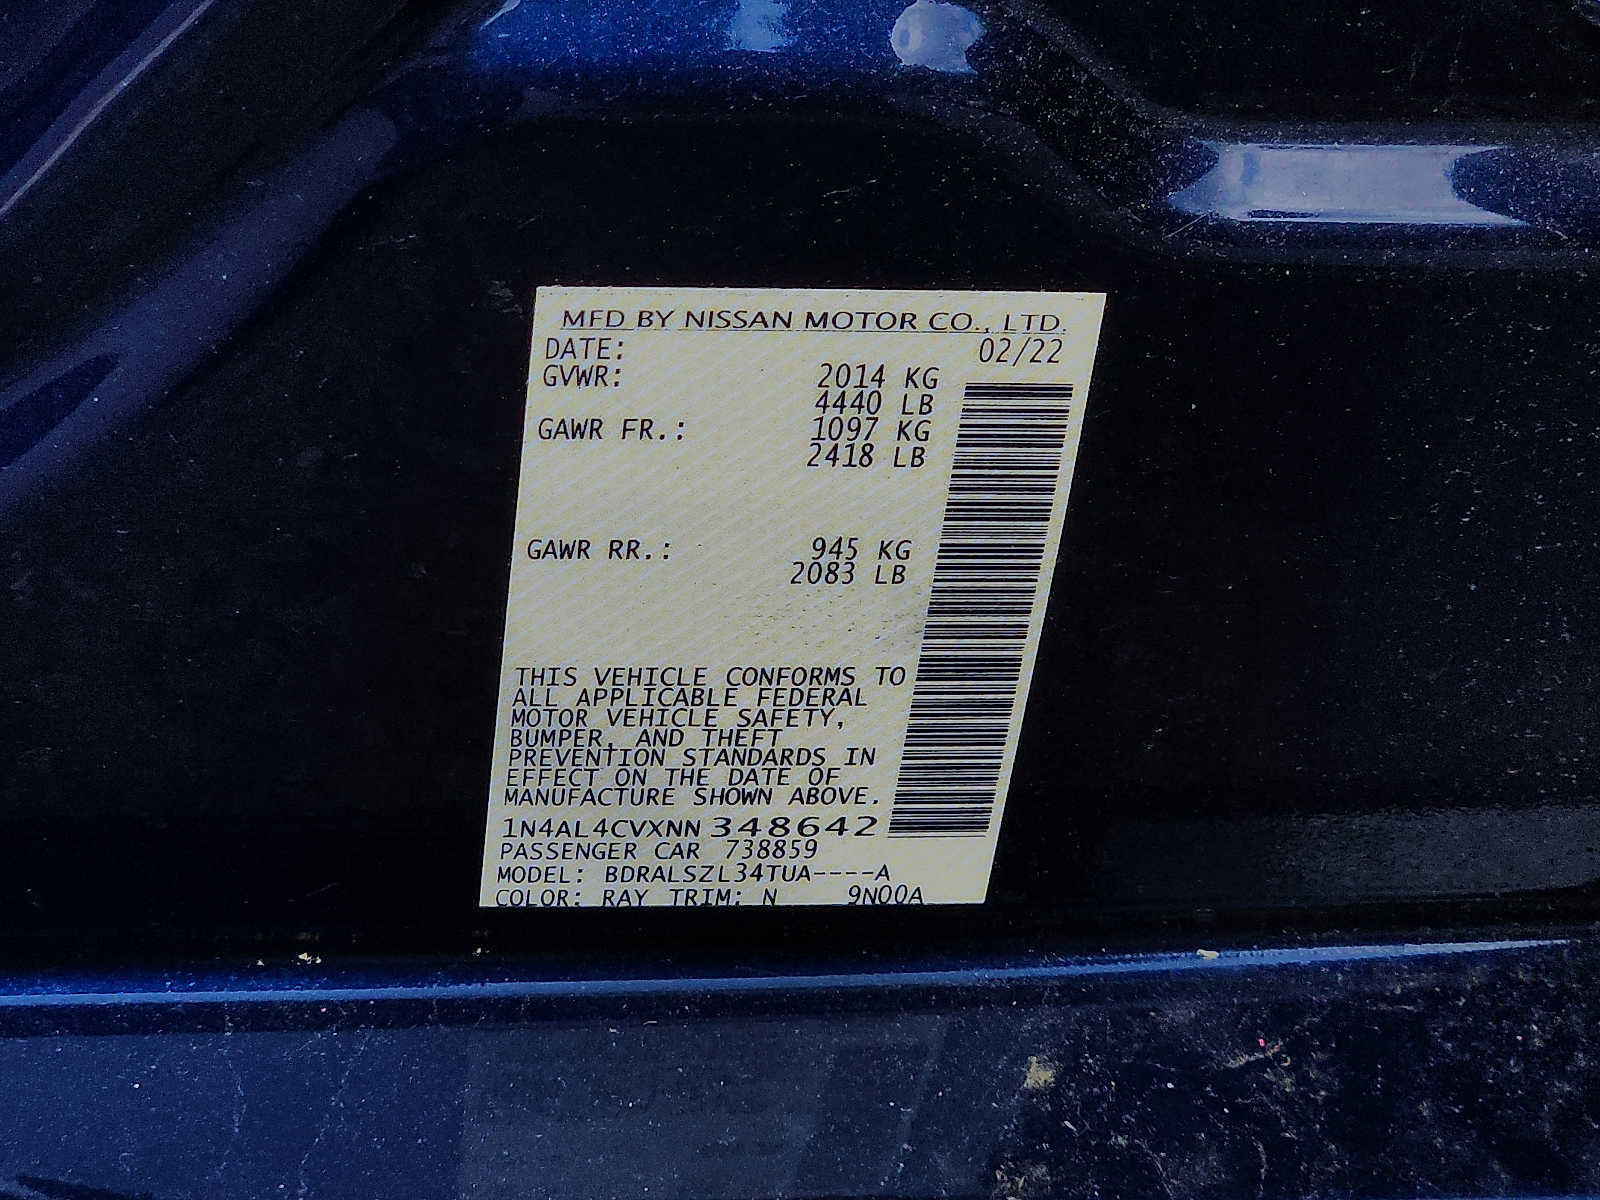 MFD BY NISSAN MOTOR CO., LTD.
DATE: 02/22
GVWR: 2014 KG
4440 LB
GAWR FR.: 1097 KG
2418 LB
GAWR RR.: 945 KG
2083 LB
THIS VEHICLE CONFORMS TO
ALL APPLICABLE FEDERAL
MOTOR VEHICLE SAFETY,
BUMPER, AND THEFT
PREVENTION STANDARDS IN
EFFECT ON THE DATE OF
MANUFACTURE SHOWN ABOVE.
1N4AL4CVXNN348642
PASSENGER CAR 738859
MODEL: BDRALSZL34TUA----A
COLOR: RAY TRIM: N 9N00A